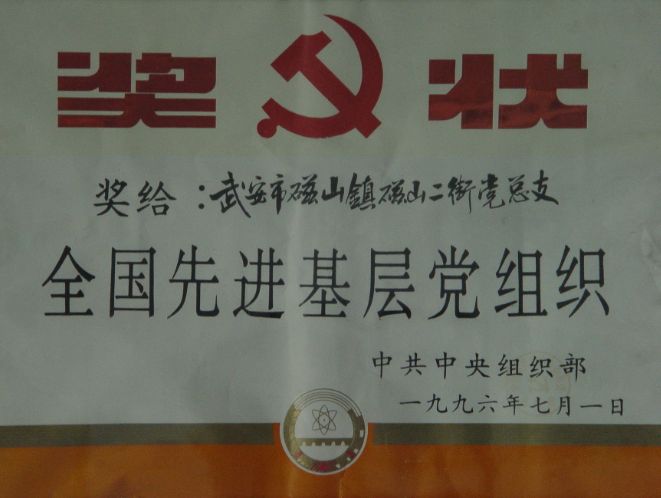 奖状
奖给：武安市磁山鎮磁山二街党总支
全国先进基层党组织
中共中央组织部
一九九六年七月一日